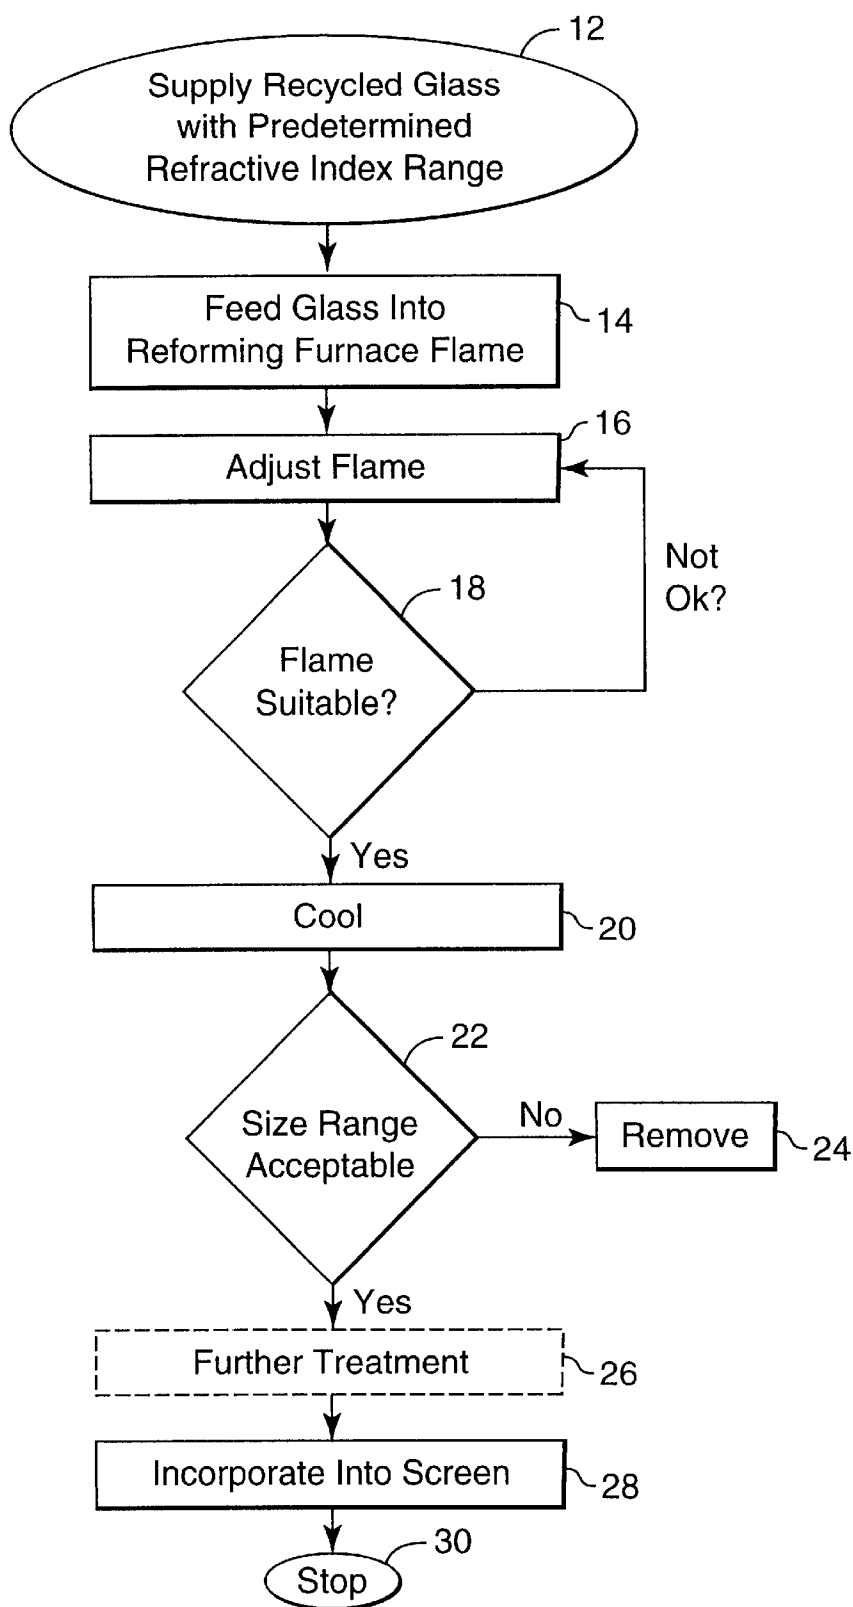 12
Supply Recycled Glass
with Predetermined
Refractive Index Range
Feed Glass Into
Reforming Furnace Flame
14
16
Adjust Flame
Not
Ok?
18
Flame
Suitable?
Yes
Cool
20
22
Size Range
Acceptable
No
Remove
24
Yes
Further Treatment
26
Incorporate Into Screen
28
30
Stop